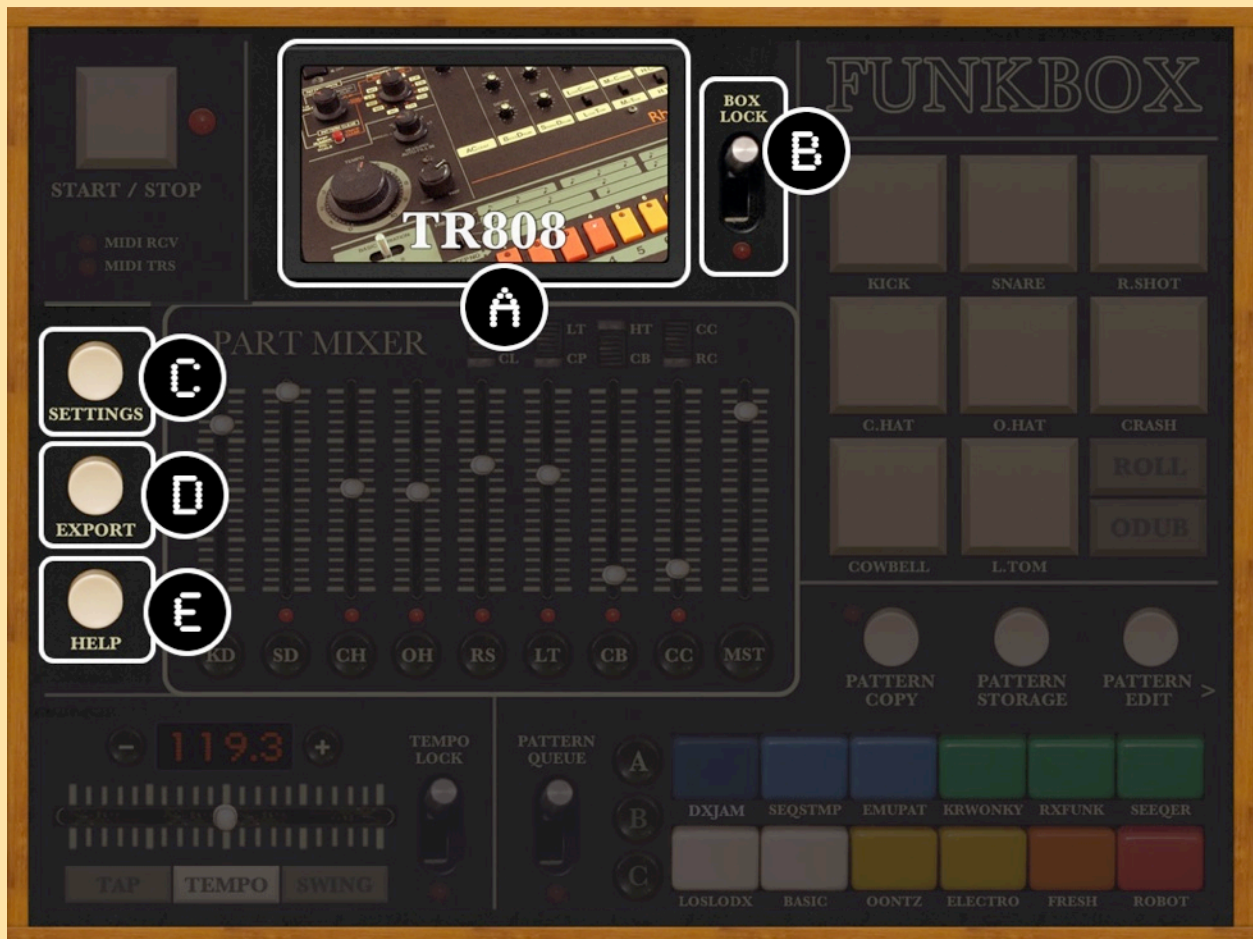 START / STOP
MIDI RCV
MIDI TRS
TR808
BOX
LOCK
FUNKBOX
A
B
KICK
SNARE
R.SHOT
C.HAT
O.HAT
CRASH
COWBELL
L.TOM
ROLL
ODUB
SETTINGS
C
EXPORT
D
HELP
E
PART MIXER
CL
LT
CP
HT
CB
CC
RC
KD
SD
CH
OH
RS
LT
CB
CC
MST
PATTERN
COPY
PATTERN
STORAGE
PATTERN
EDIT
>
-
119.3
+
TAP
TEMPO
SWING
TEMPO
LOCK
PATTERN
QUEUE
A
B
C
DXJAM
SEQSTMP
EMUPAT
KRWONKY
RXFUNK
SEEQER
LOSLODX
BASIC
OONTZ
ELECTRO
FRESH
ROBOT